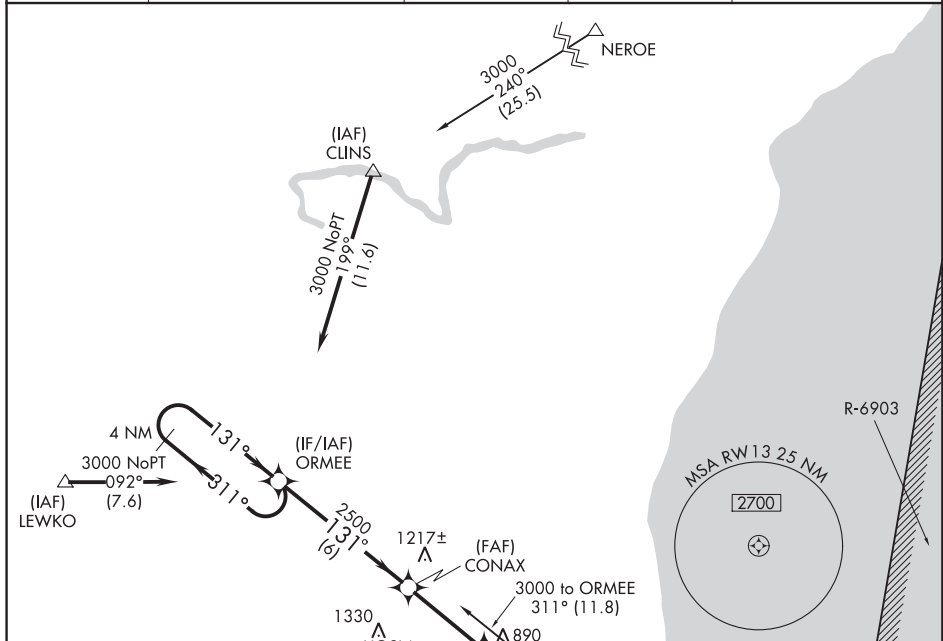 NEROE
3000
240°
(25.5)
(IAF)
CLINS
3000 NoPT
199°
(11.6)
R-6903
4 NM
131°
(IF/IAF)
ORMEE
3000 NoPT
092°
(7.6)
(IAF)
LEWKO
311°
MSA RW13 25 NM
2700
2500
131°
(6)
1217±
(FAF)
CONAX
3000 to ORMEE
311° (11.8)
1330
890